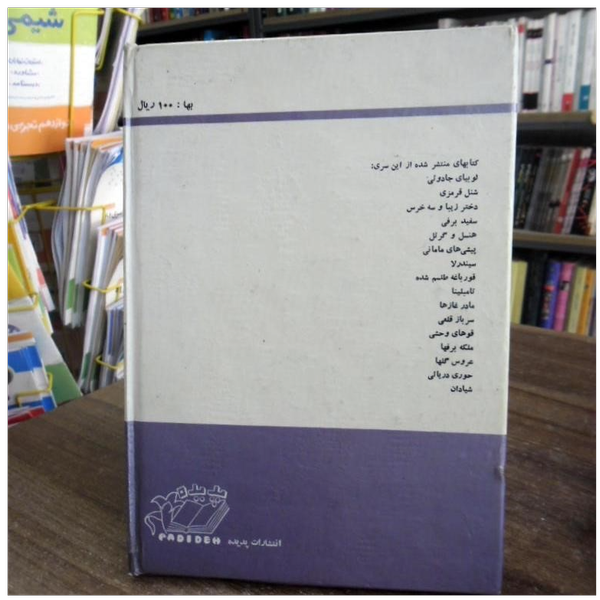 بها : ۱۰۰ ریال
کتابهای منتشر شده از این سری:
لوبیای جادوئی
شنل قرمزی
دختر زیبا و سه خرس
سفید برفی
هنسل و گرتل
پیشی‌های مامانی
سیندرلا
قورباغه طلسم شده
تامبلینا
مادر غازها
سرباز قلعی
قوهای وحشی
ملکه برفها
عروس گلها
حوری دریائی
شیادان
پدیده
PADIDEH
انتشارات پدیده
شیمی